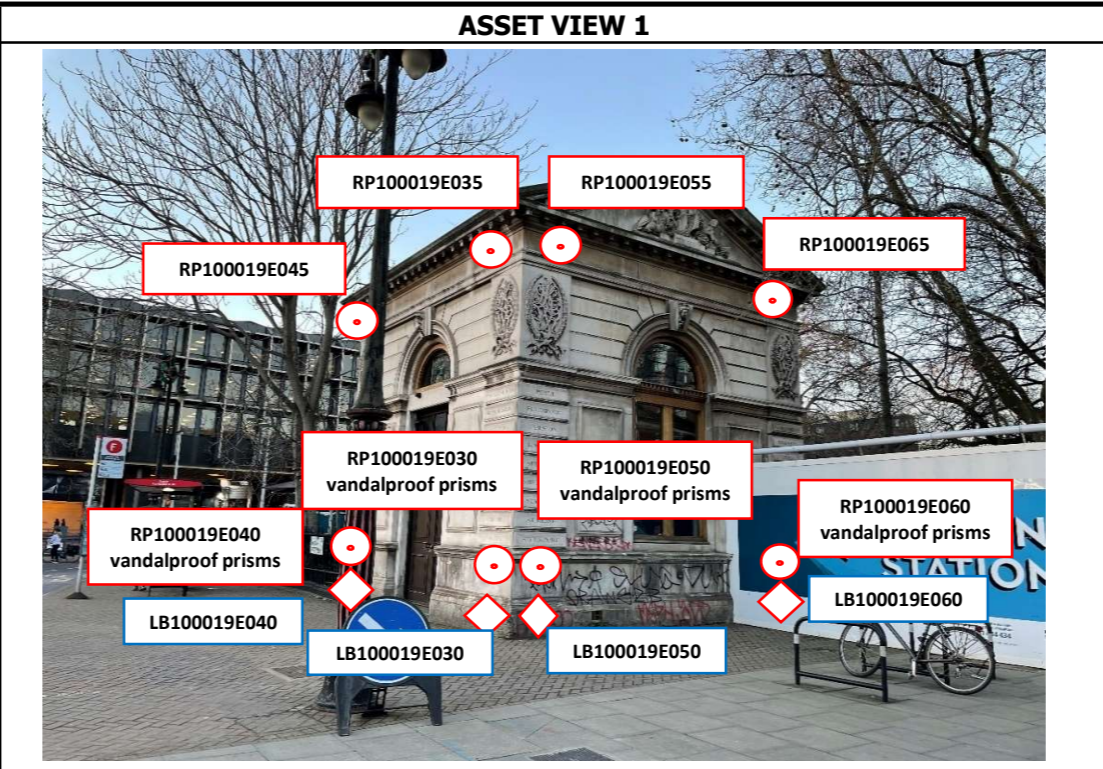 ASSET VIEW 1
RP100019E035
RP100019E055
RP100019E065
RP100019E045
RP100019E030
vandalproof prisms
RP100019E050
vandalproof prisms
RP100019E060
vandalproof prisms
RP100019E040
vandalproof prisms
LB100019E040
LB100019E030
LB100019E050
LB100019E060
F
STATION